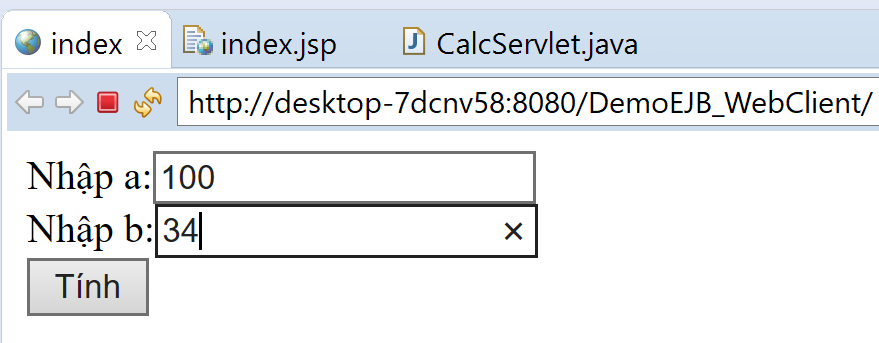 index index.jsp CalcServlet.java
http://desktop-7dcnv58:8080/DemoEJB_WebClient/
Nhập a: 100
Nhập b: 34
Tính